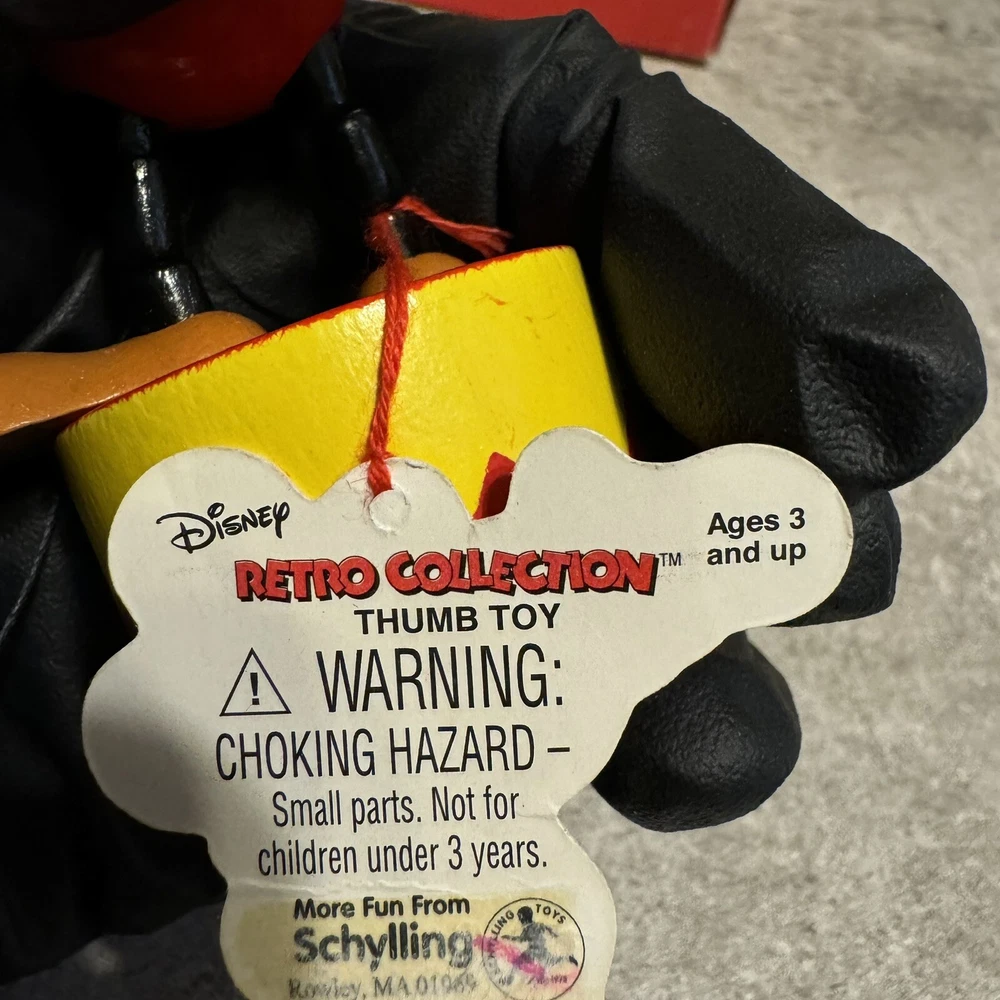 Disney
RETRO COLLECTION™
Ages 3
and up
THUMB TOY
! WARNING:
CHOKING HAZARD –
Small parts. Not for
children under 3 years.
More Fun From
Schylling
TOYS
Rowley, MA 01969